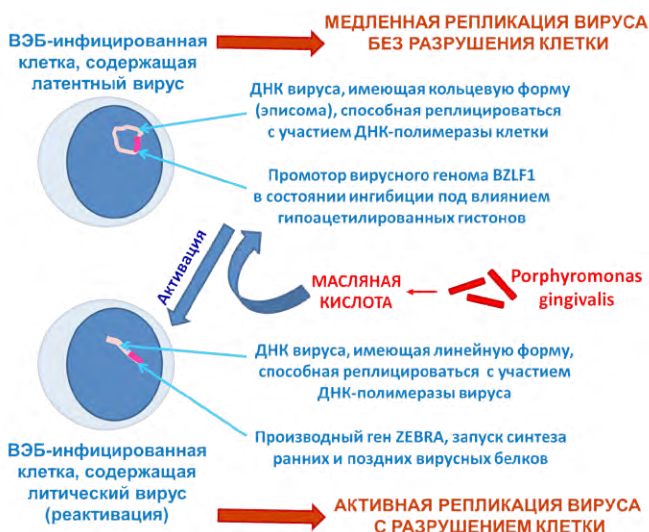 ВЭБ-инфицированная
клетка, содержащая
латентный вирус
МЕДЛЕННАЯ РЕПЛИКАЦИЯ ВИРУСА
БЕЗ РАЗРУШЕНИЯ КЛЕТКИ
ДНК вируса, имеющая кольцевую форму
(эписома), способная реплицироваться
с участием ДНК-полимеразы клетки
Промотор вирусного генома BZLF1
в состоянии ингибиции под влиянием
гипоацетилированных гистонов
Активация
МАСЛЯНАЯ
КИСЛОТА
Porphyromonas
gingivalis
ДНК вируса, имеющая линейную форму,
способная реплицироваться с участием
ДНК-полимеразы вируса
Производный ген ZEBRA, запуск синтеза
ранних и поздних вирусных белков
ВЭБ-инфицированная
клетка, содержащая
литический вирус
(реактивация)
АКТИВНАЯ РЕПЛИКАЦИЯ ВИРУСА
С РАЗРУШЕНИЕМ КЛЕТКИ